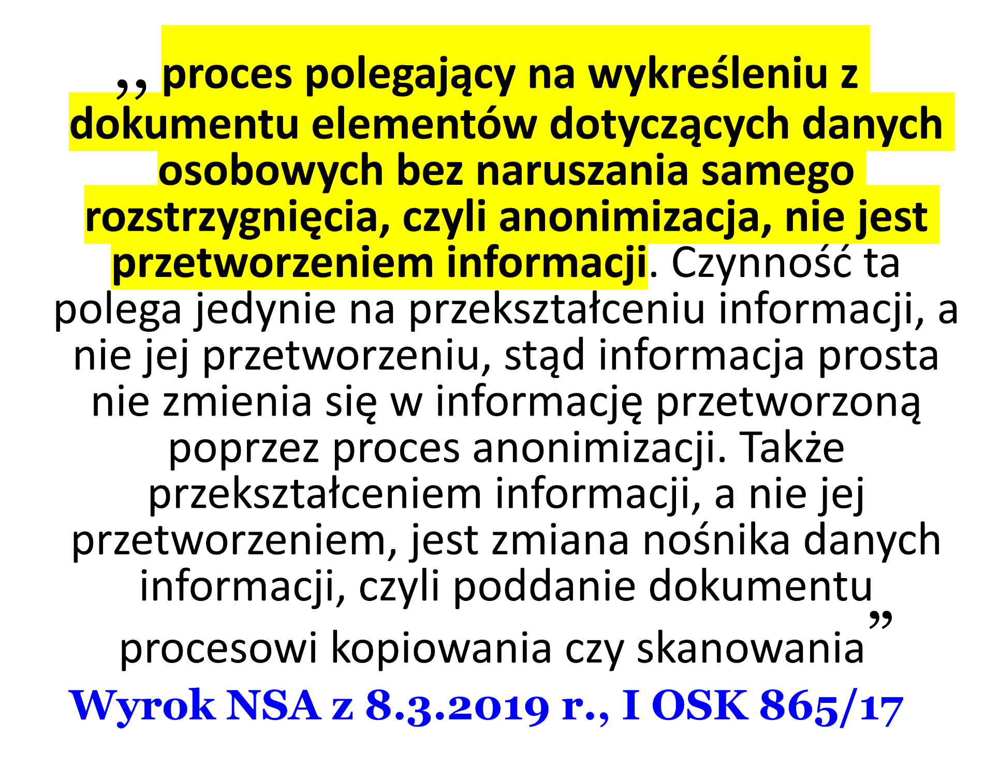 ,, proces polegający na wykreśleniu z
dokumentu elementów dotyczących danych
osobowych bez naruszania samego
rozstrzygnięcia, czyli anonimizacja, nie jest
przetworzeniem informacji. Czynność ta
polega jedynie na przekształceniu informacji, a
nie jej przetworzeniu, stąd informacja prosta
nie zmienia się w informację przetworzoną
poprzez proces anonimizacji. Także
przekształceniem informacji, a nie jej
przetworzeniem, jest zmiana nośnika danych
informacji, czyli poddanie dokumentu
procesowi kopiowania czy skanowania”
Wyrok NSA z 8.3.2019 r., I OSK 865/17